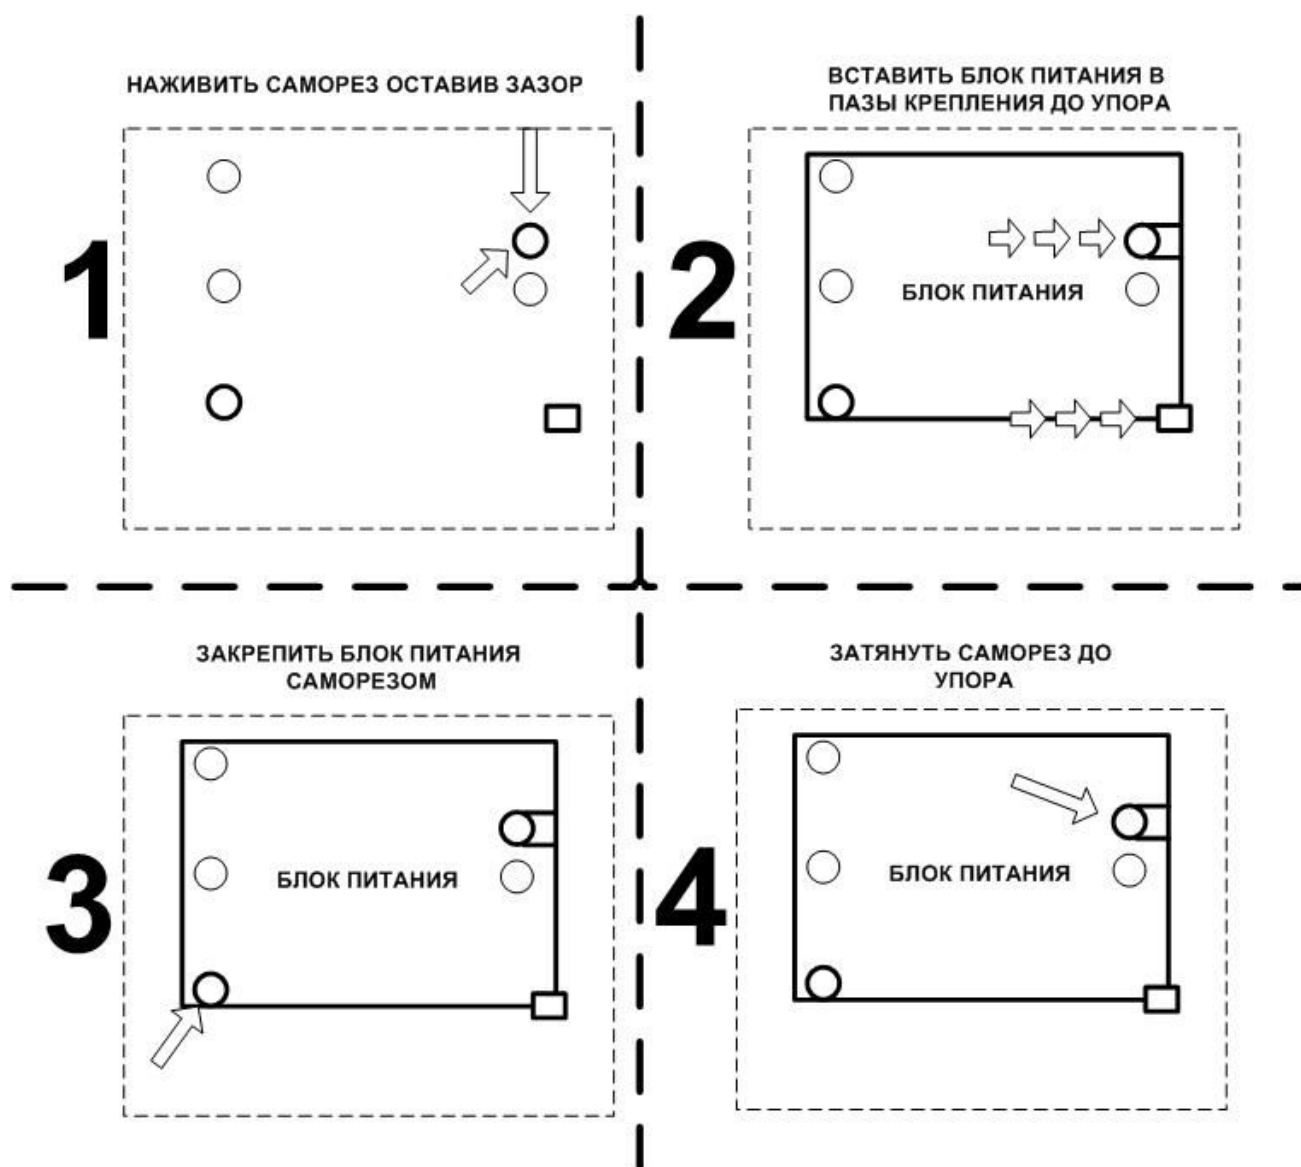 НАЖИВИТЬ САМОРЕЗ ОСТАВИВ ЗАЗОР
1
ВСТАВИТЬ БЛОК ПИТАНИЯ В
ПАЗЫ КРЕПЛЕНИЯ ДО УПОРА
2
БЛОК ПИТАНИЯ
ЗАКРЕПИТЬ БЛОК ПИТАНИЯ
САМОРЕЗОМ
3
БЛОК ПИТАНИЯ
ЗАТЯНУТЬ САМОРЕЗ ДО
УПОРА
4
БЛОК ПИТАНИЯ